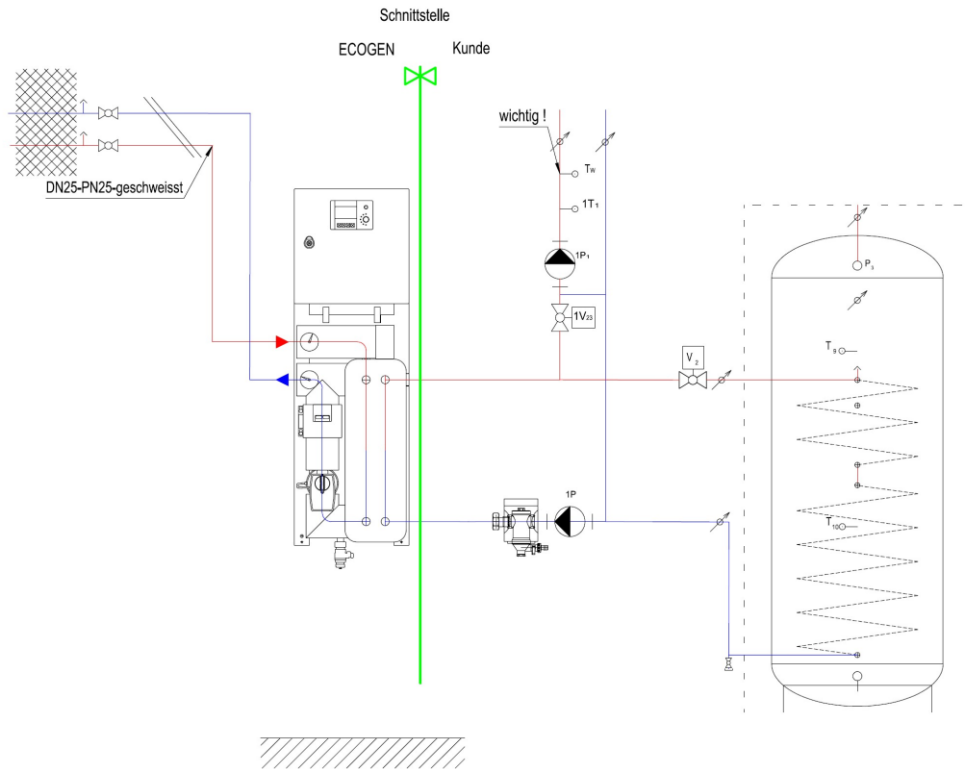 Schnittstelle
ECOGEN Kunde
wichtig !
DN25-PN25-geschweisst
Tw
1T1
1P1
P3
1V23
T9
V2
1P
T10